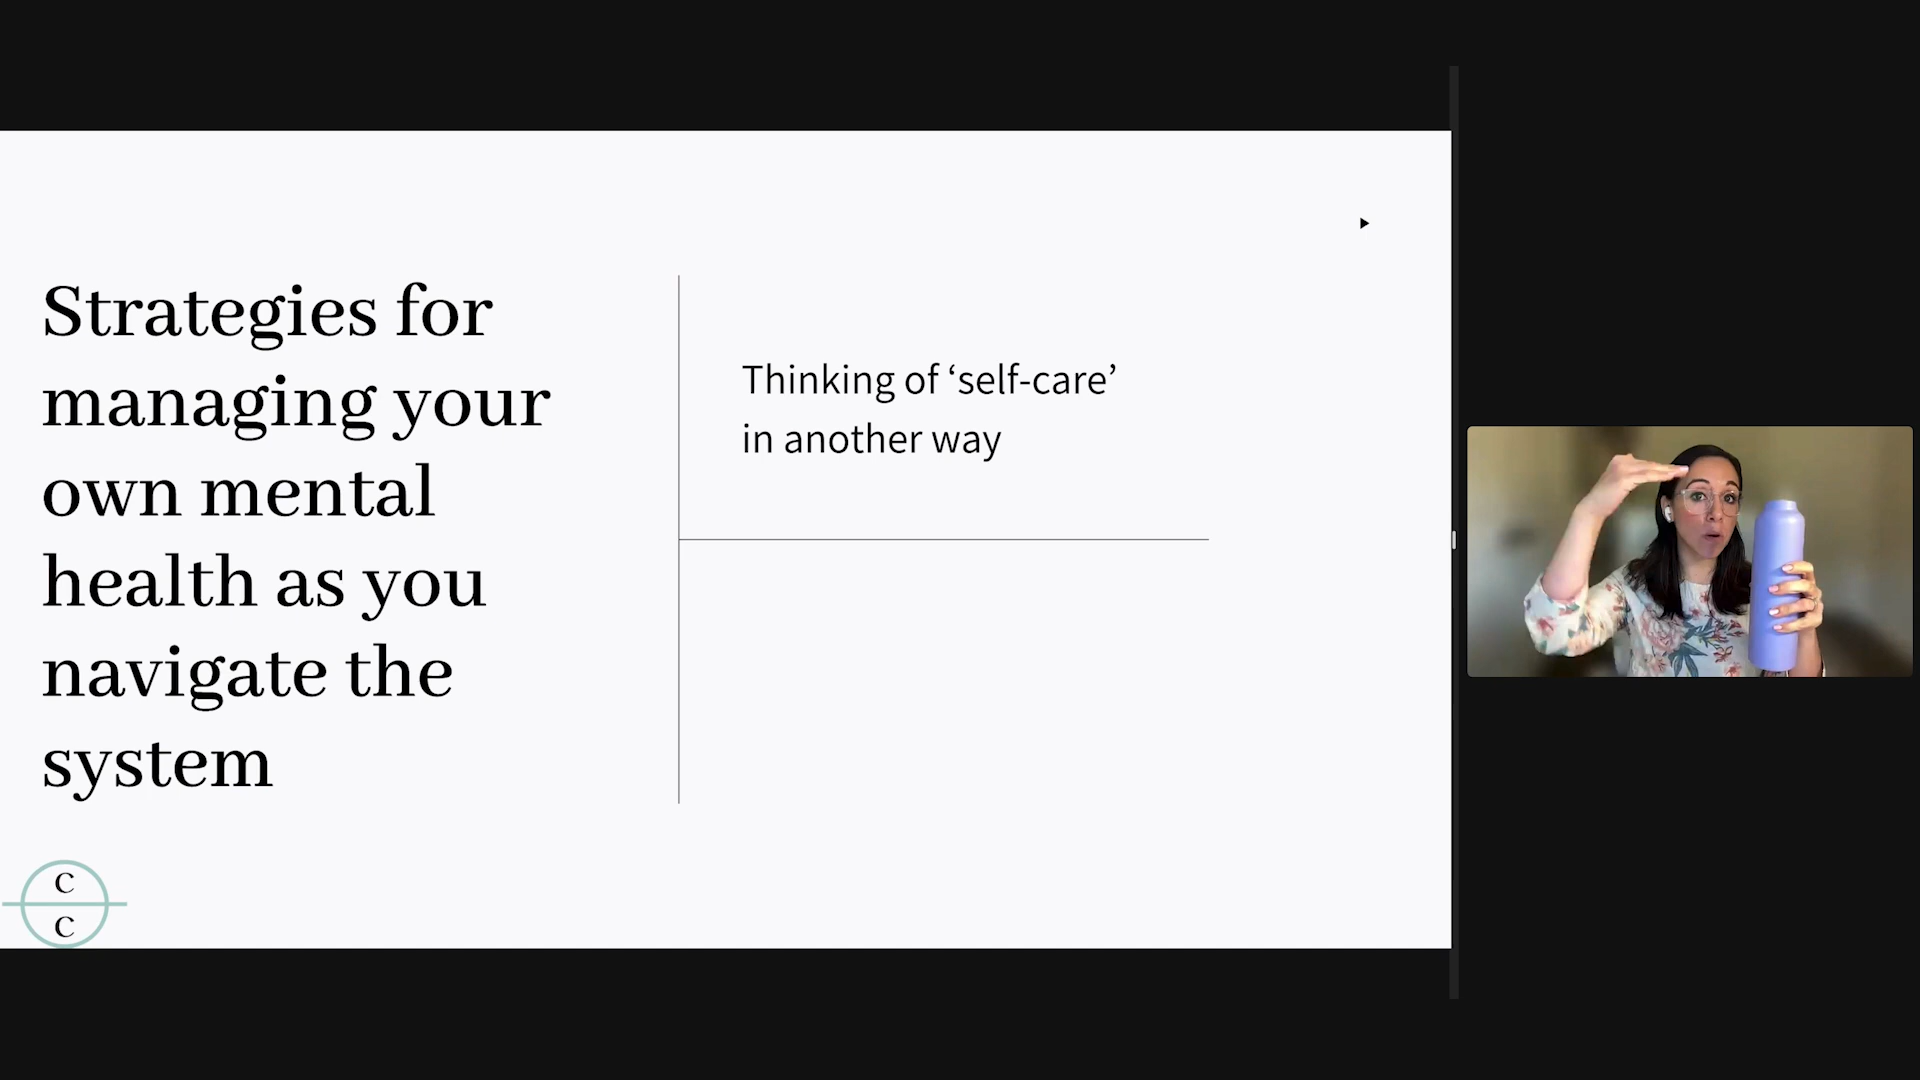 Strategies for
managing your
own mental
health as you
navigate the
system
Thinking of ‘self-care’
in another way
C
C